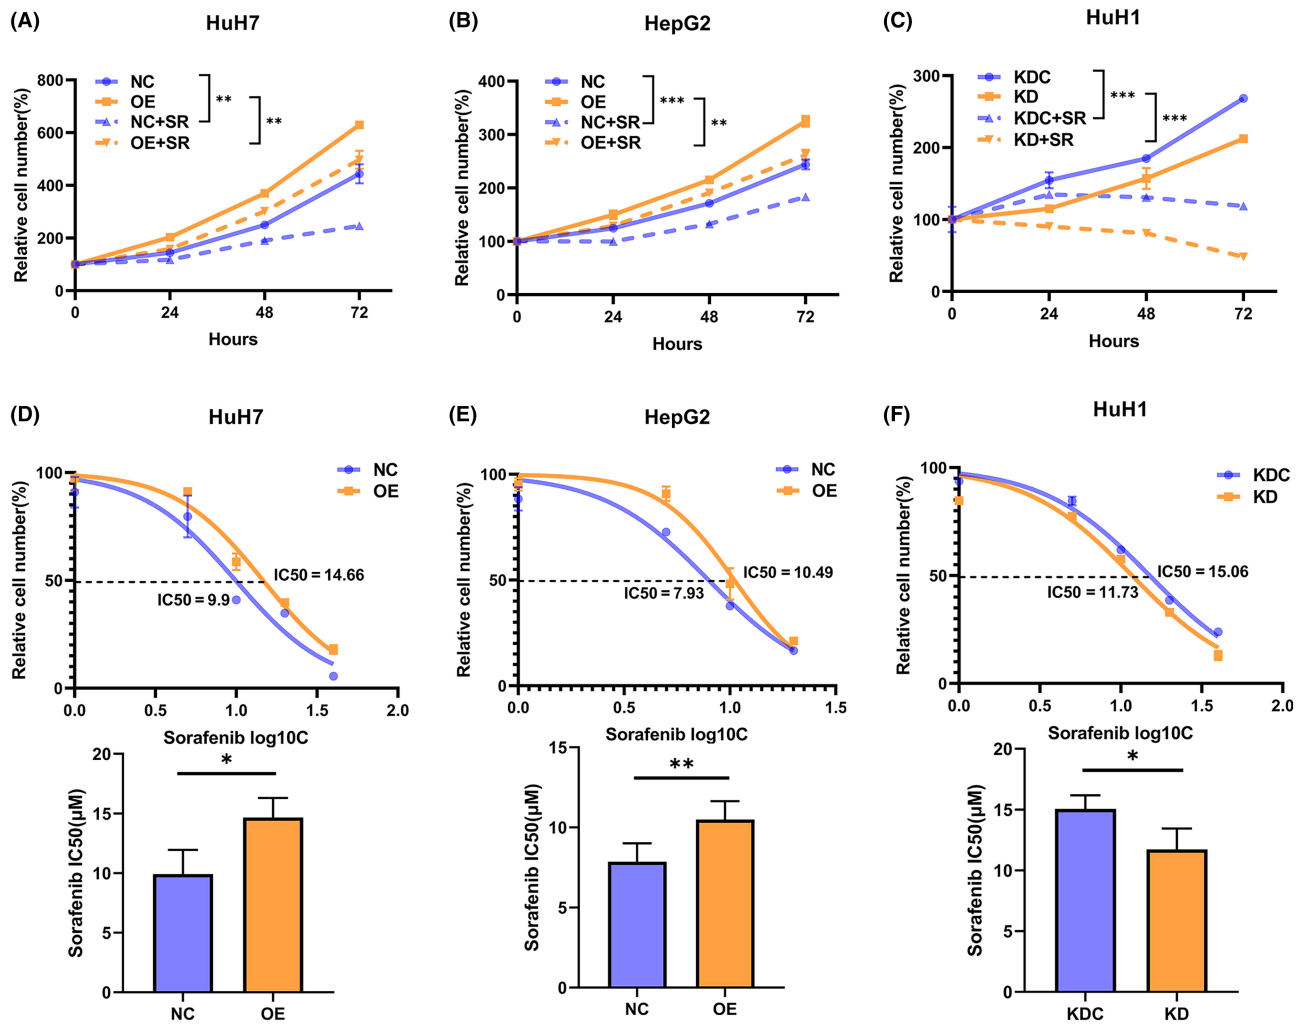 (A)
HuH7
Relative cell number(%)
800
600
400
200
0
NC
OE
NC+SR
OE+SR
**
**
0 24 48 72
Hours
(B)
HepG2
Relative cell number(%)
400
300
200
100
0
NC
OE
NC+SR
OE+SR
***
**
0 24 48 72
Hours
(C)
HuH1
Relative cell number(%)
300
200
100
0
KDC
KD
KDC+SR
KD+SR
***
***
0 24 48 72
Hours
(D)
HuH7
Relative cell number(%)
100
50
0
NC
OE
IC50 = 14.66
IC50 = 9.9
0.0 0.5 1.0 1.5 2.0
Sorafenib log10C
Sorafenib IC50(μM)
20
15
10
5
0
*
NC OE
(E)
HepG2
Relative cell number(%)
100
50
0
NC
OE
IC50 = 10.49
IC50 = 7.93
0.0 0.5 1.0 1.5
Sorafenib log10C
Sorafenib IC50(μM)
15
10
5
0
**
NC OE
(F)
HuH1
Relative cell number(%)
100
50
0
KDC
KD
IC50 = 15.06
IC50 = 11.73
0.0 0.5 1.0 1.5 2.0
Sorafenib log10C
Sorafenib IC50(μM)
20
15
10
5
0
*
KDC KD